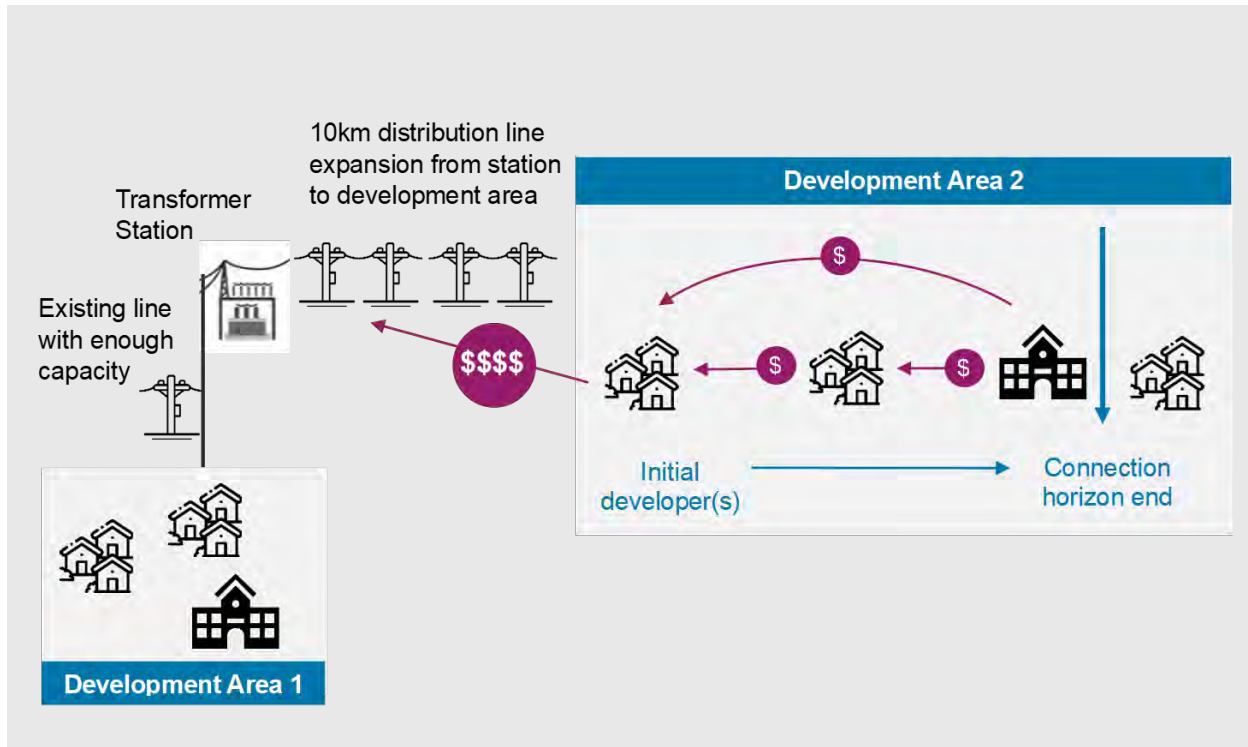 10km distribution line
expansion from station
to development area
Transformer
Station
Existing line
with enough
capacity
Development Area 1
Development Area 2
$
$$$$
$
$
Initial
developer(s)
Connection
horizon end